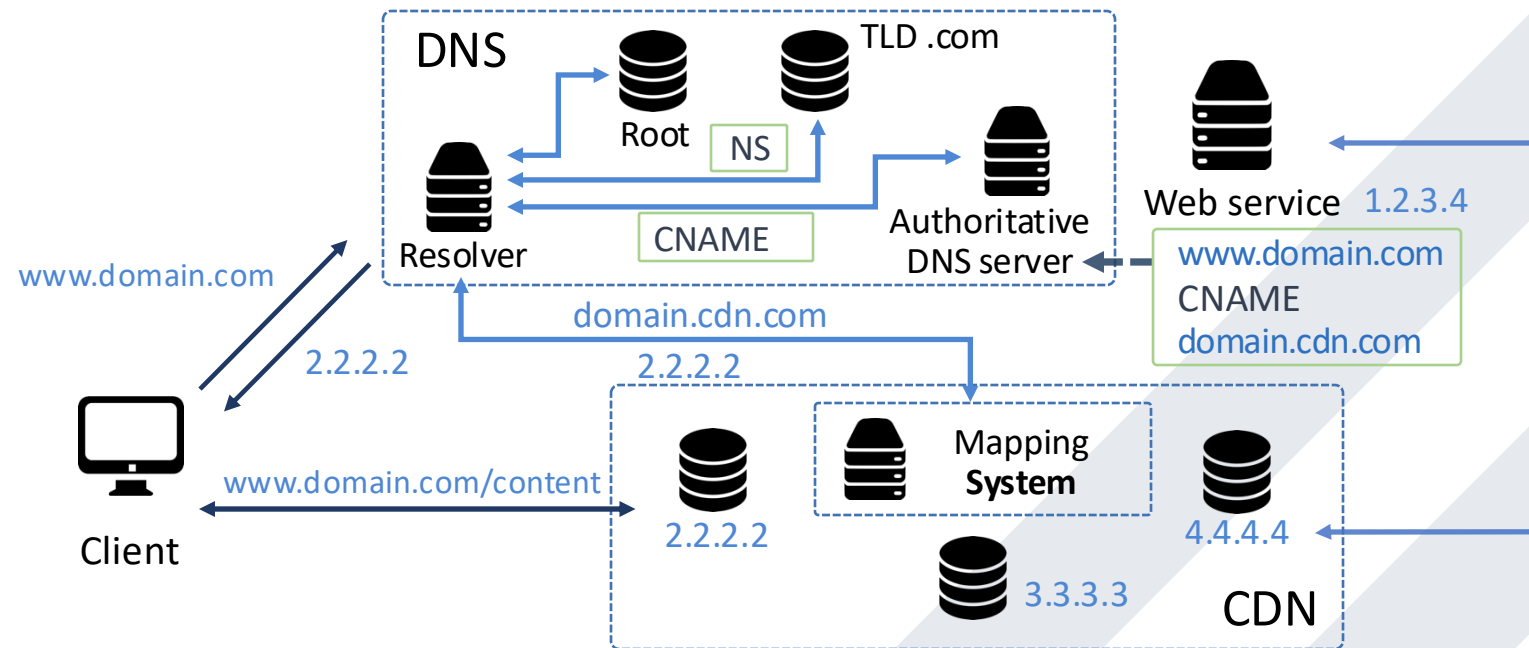 DNS
TLD .com
Root
NS
CNAME
Resolver
Authoritative
DNS server
Web service
1.2.3.4
www.domain.com
CNAME
domain.cdn.com
www.domain.com
2.2.2.2
domain.cdn.com
2.2.2.2
Mapping
System
www.domain.com/content
Client
2.2.2.2
3.3.3.3
4.4.4.4
CDN